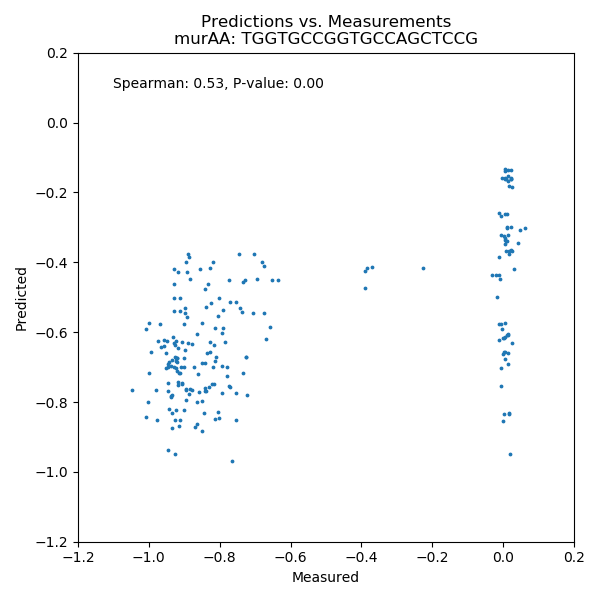 Predictions vs. Measurements
murAA: TGGTGCCGGTGCCAGCTCCG
Spearman: 0.53, P-value: 0.00
0.2
0.0
−0.2
−0.4
−0.6
−0.8
−1.0
−1.2
Predicted
−1.2 −1.0 −0.8 −0.6 −0.4 −0.2 0.0 0.2
Measured